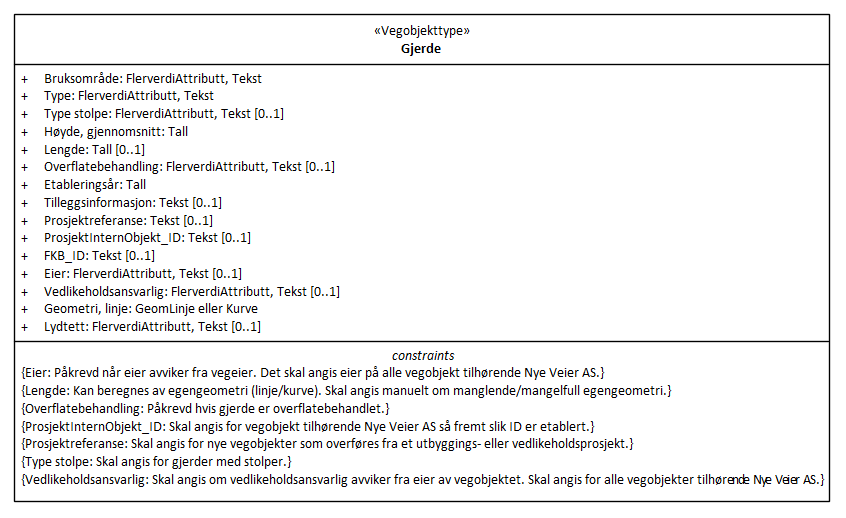 «Vegobjekttype»
Gjerde
+ Bruksområde: FlerverdiAttributt, Tekst
+ Type: FlerverdiAttributt, Tekst
+ Type stolpe: FlerverdiAttributt, Tekst [0..1]
+ Høyde, gjennomsnitt: Tall
+ Lengde: Tall [0..1]
+ Overflatebehandling: FlerverdiAttributt, Tekst [0..1]
+ Etableringsår: Tall
+ Tilleggsinformasjon: Tekst [0..1]
+ Prosjektreferanse: Tekst [0..1]
+ ProsjektInternObjekt_ID: Tekst [0..1]
+ FKB_ID: Tekst [0..1]
+ Eier: FlerverdiAttributt, Tekst [0..1]
+ Vedlikeholdsansvarlig: FlerverdiAttributt, Tekst [0..1]
+ Geometri, linje: GeomLinje eller Kurve
+ Lydtett: FlerverdiAttributt, Tekst [0..1]
constraints
{Eier: Påkrevd når eier avviker fra vegeier. Det skal angis eier på alle vegobjekt tilhørende Nye Veier AS.}
{Lengde: Kan beregnes av egengeometri (linje/kurve). Skal angis manuelt om manglende/mangelfull egengeometri.}
{Overflatebehandling: Påkrevd hvis gjerde er overflatebehandlet.}
{ProsjektInternObjekt_ID: Skal angis for vegobjekt tilhørende Nye Veier AS så fremt slik ID er etablert.}
{Prosjektreferanse: Skal angis for nye vegobjekter som overføres fra et utbyggings- eller vedlikeholdsprosjekt.}
{Type stolpe: Skal angis for gjerder med stolper.}
{Vedlikeholdsansvarlig: Skal angis om vedlikeholdsansvarlig avviker fra eier av vegobjektet. Skal angis for alle vegobjekter tilhørende Nye Veier AS.}